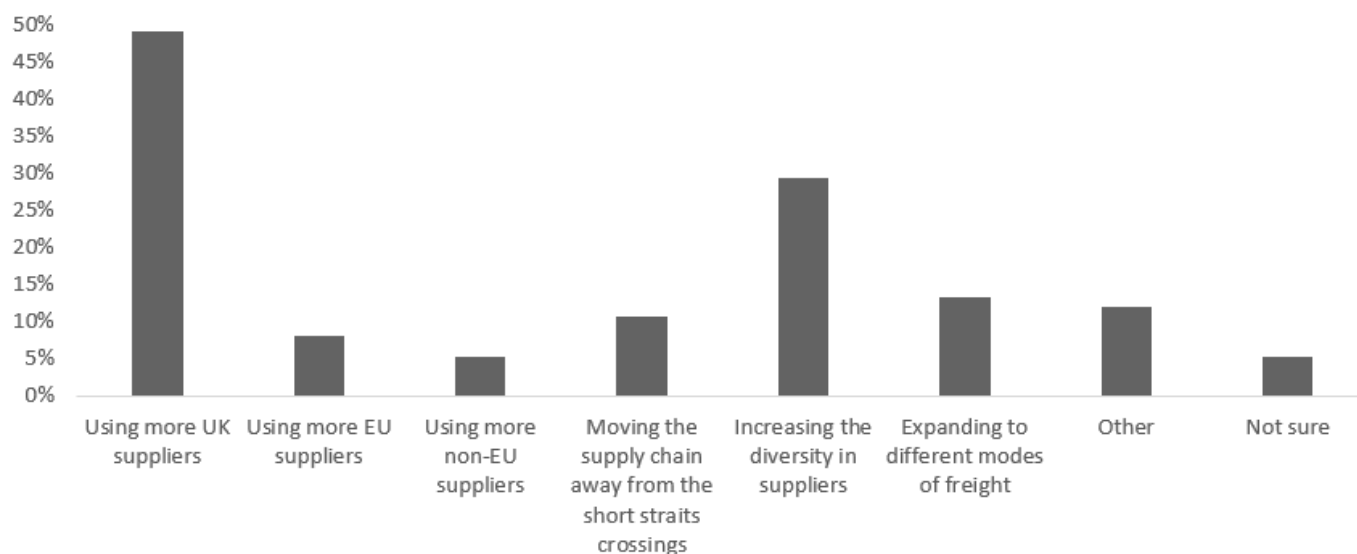 50%
45%
40%
35%
30%
25%
20%
15%
10%
5%
0%
Using more UK
suppliers
Using more EU
suppliers
Using more
non-EU
suppliers
Moving the
supply chain
away from the
short straits
crossings
Increasing the
diversity in
suppliers
Expanding to
different modes
of freight
Other
Not sure